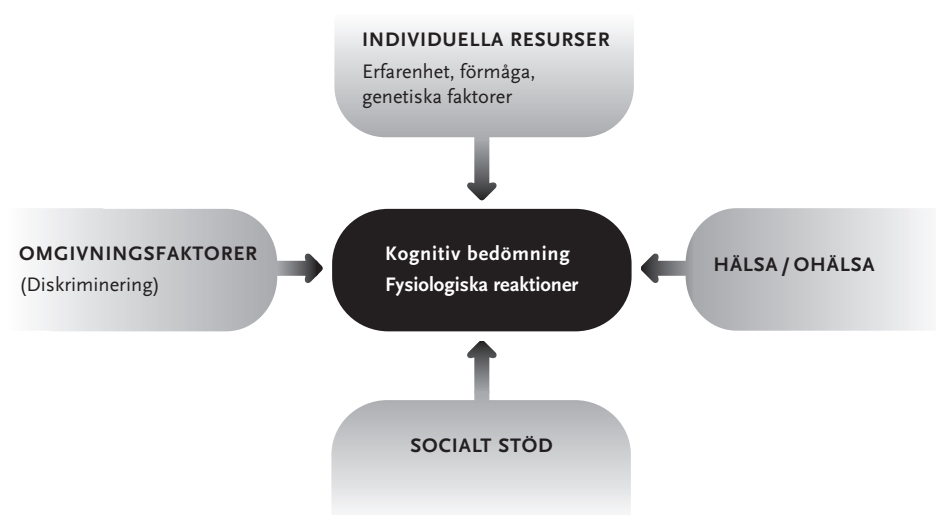 INDIVIDUELLA RESURSER
Erfarenhet, förmåga,
genetiska faktorer
OMGIVNINGSFAKTORER
(Diskriminering)
Kognitiv bedömning
Fysiologiska reaktioner
HÄLSA / OHÄLSA
SOCIALT STÖD